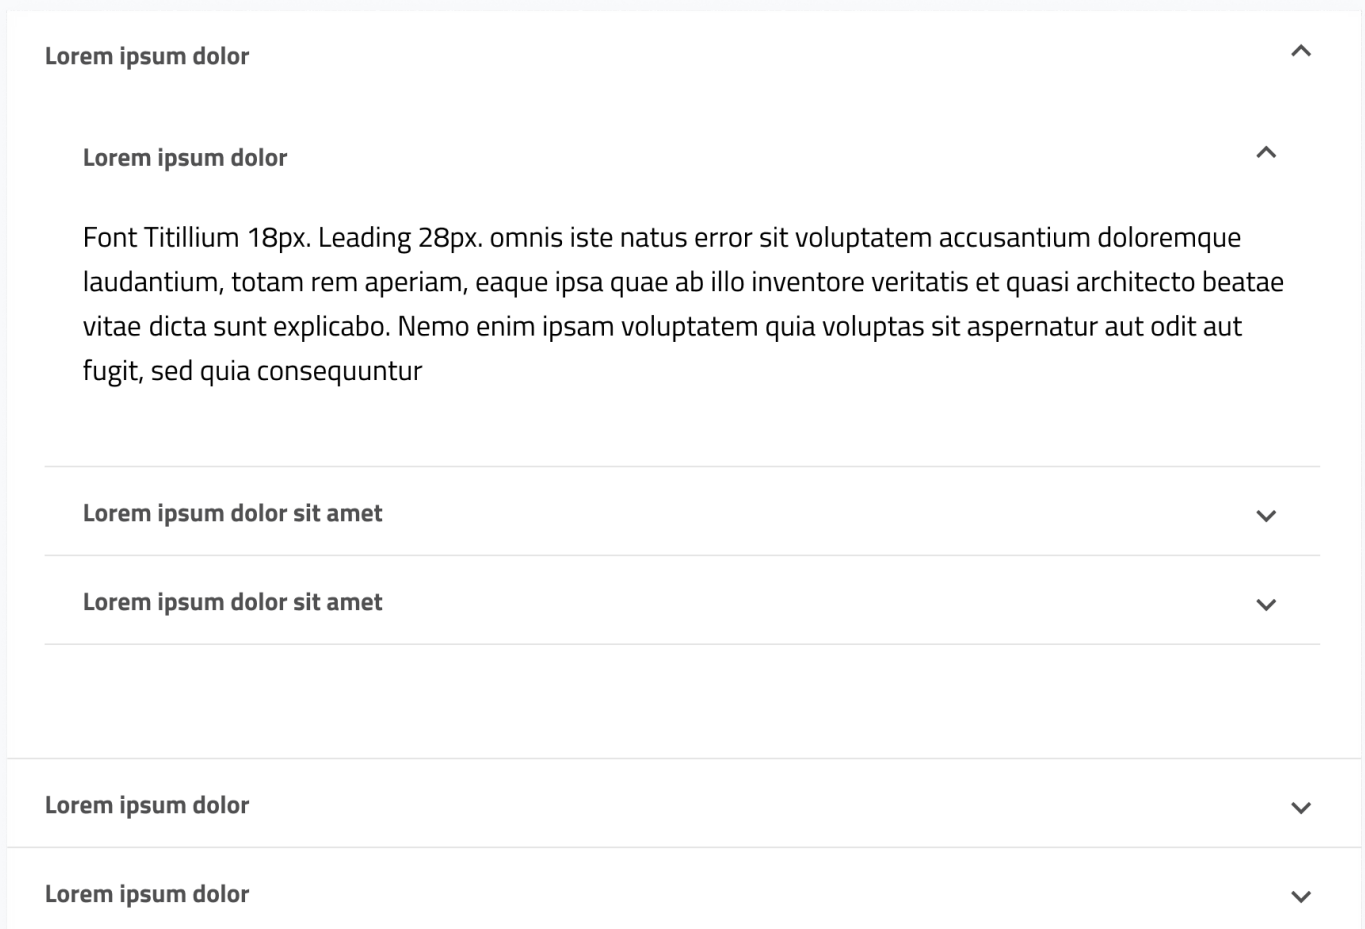 Lorem ipsum dolor
Lorem ipsum dolor
Font Titillium 18px. Leading 28px. omnis iste natus error sit voluptatem accusantium doloremque
laudantium, totam rem aperiam, eaque ipsa quae ab illo inventore veritatis et quasi architecto beatae
vitae dicta sunt explicabo. Nemo enim ipsam voluptatem quia voluptas sit aspernatur aut odit aut
fugit, sed quia consequuntur
Lorem ipsum dolor sit amet
Lorem ipsum dolor sit amet
Lorem ipsum dolor
Lorem ipsum dolor